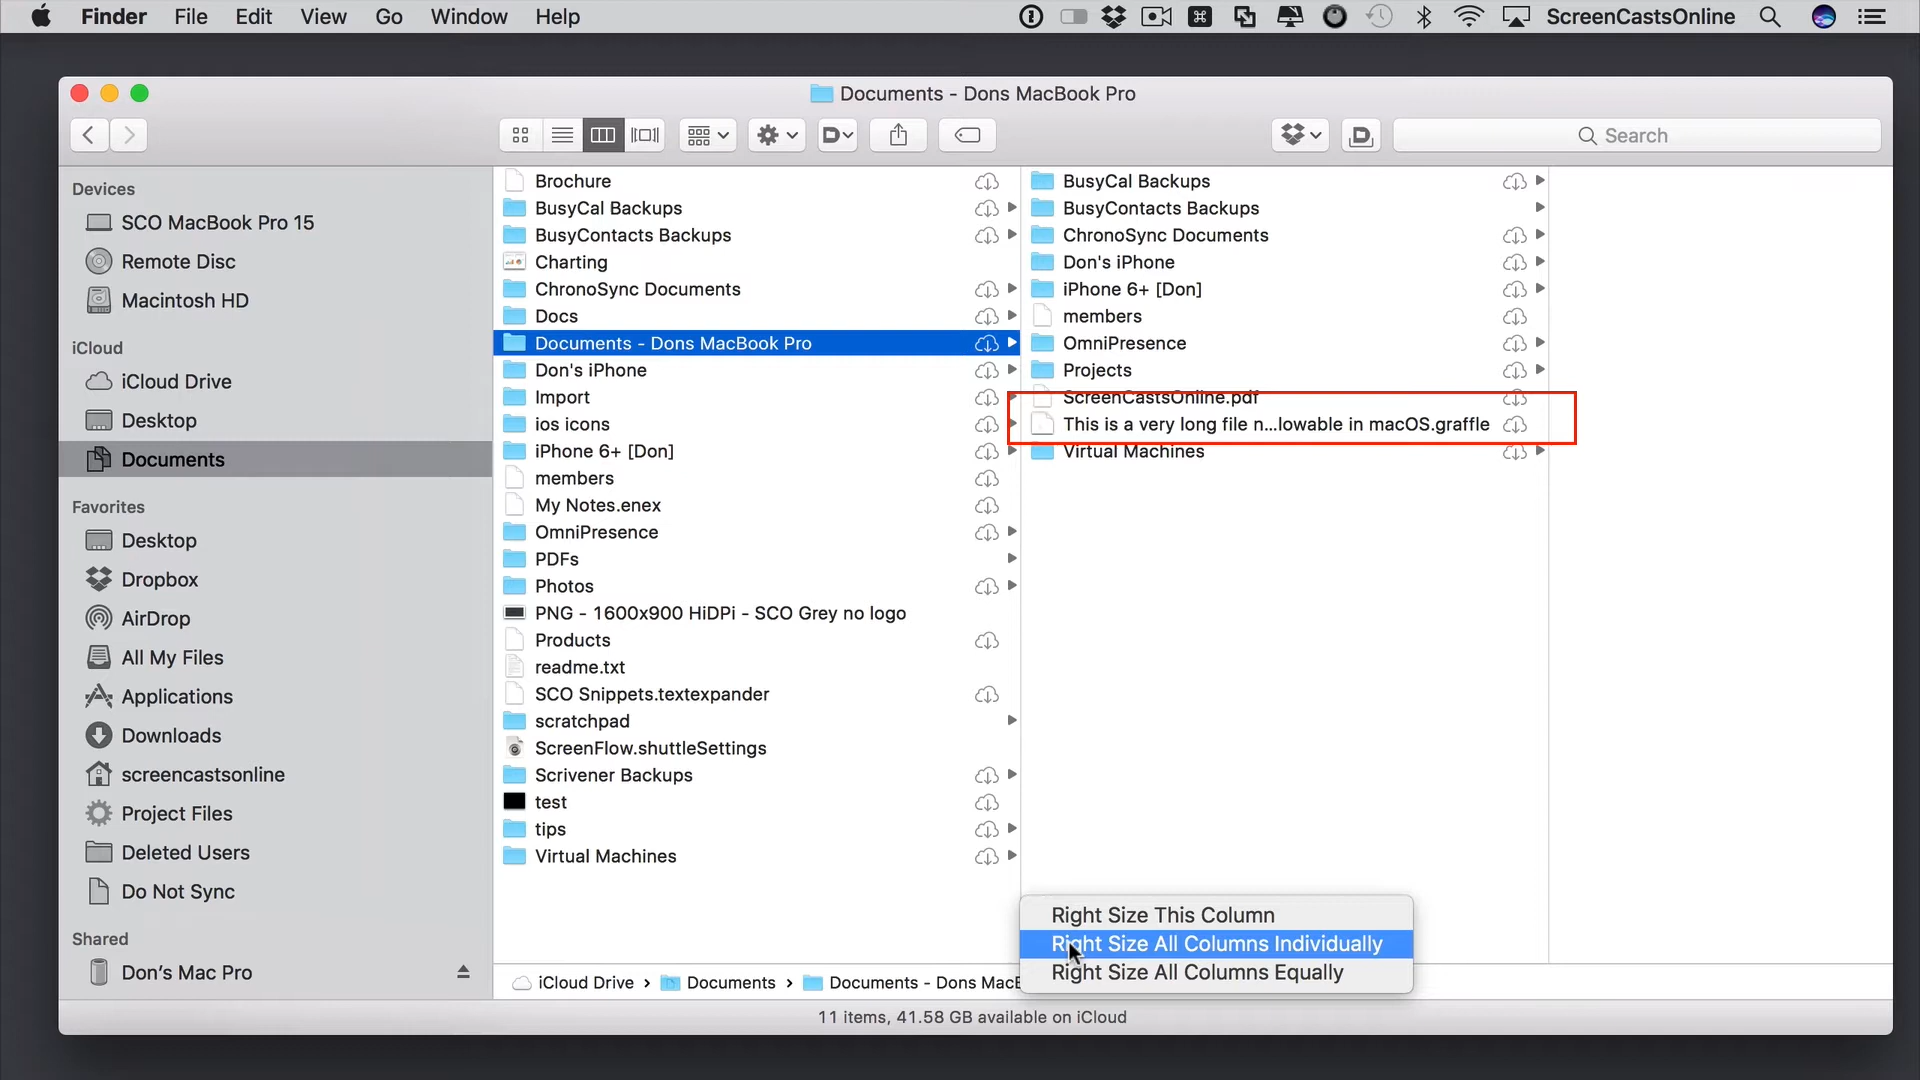 Finder File Edit View Go Window Help ScreenCastsOnline
Documents - Dons MacBook Pro
Search
Devices
SCO MacBook Pro 15
Remote Disc
Macintosh HD
iCloud
iCloud Drive
Desktop
Documents
Favorites
Desktop
Dropbox
AirDrop
All My Files
Applications
Downloads
screencastsonline
Project Files
Deleted Users
Do Not Sync
Shared
Don's Mac Pro
Brochure
BusyCal Backups
BusyContacts Backups
Charting
ChronoSync Documents
Docs
Documents - Dons MacBook Pro
Don's iPhone
Import
ios icons
iPhone 6+ [Don]
members
My Notes.enex
OmniPresence
PDFs
Photos
PNG - 1600x900 HiDPi - SCO Grey no logo
Products
readme.txt
SCO Snippets.textexpander
scratchpad
ScreenFlow.shuttleSettings
Scrivener Backups
test
tips
Virtual Machines
BusyCal Backups
BusyContacts Backups
ChronoSync Documents
Don's iPhone
iPhone 6+ [Don]
members
OmniPresence
Projects
ScreenCastsOnline.pdf
This is a very long file n...lowable in macOS.graffle
Virtual Machines
Right Size This Column
Right Size All Columns Individually
Right Size All Columns Equally
iCloud Drive › Documents › Documents - Dons MacB
11 items, 41.58 GB available on iCloud